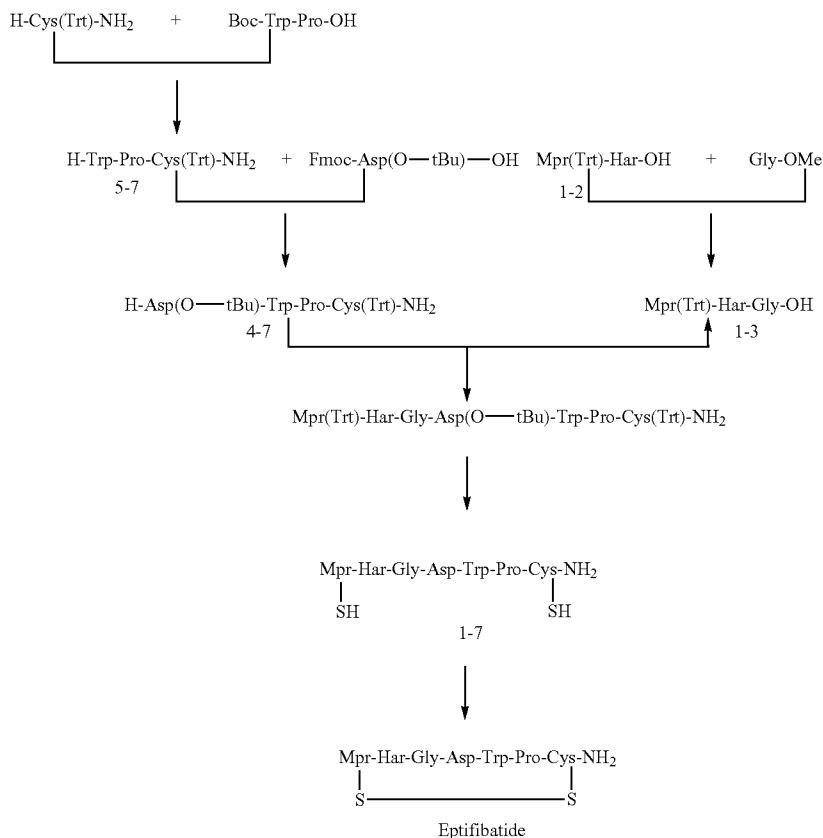 H-Cys(Trt)-NH2 + Boc-Trp-Pro-OH
H-Trp-Pro-Cys(Trt)-NH2 + Fmoc-Asp(O—tBu)—OH Mpr(Trt)-Har-OH + Gly-OMe
5-7 1-2
H-Asp(O—tBu)-Trp-Pro-Cys(Trt)-NH2 Mpr(Trt)-Har-Gly-OH
4-7 1-3
Mpr(Trt)-Har-Gly-Asp(O—tBu)-Trp-Pro-Cys(Trt)-NH2
Mpr-Har-Gly-Asp-Trp-Pro-Cys-NH2
SH SH
1-7
Mpr-Har-Gly-Asp-Trp-Pro-Cys-NH2
S S
Eptifibatide